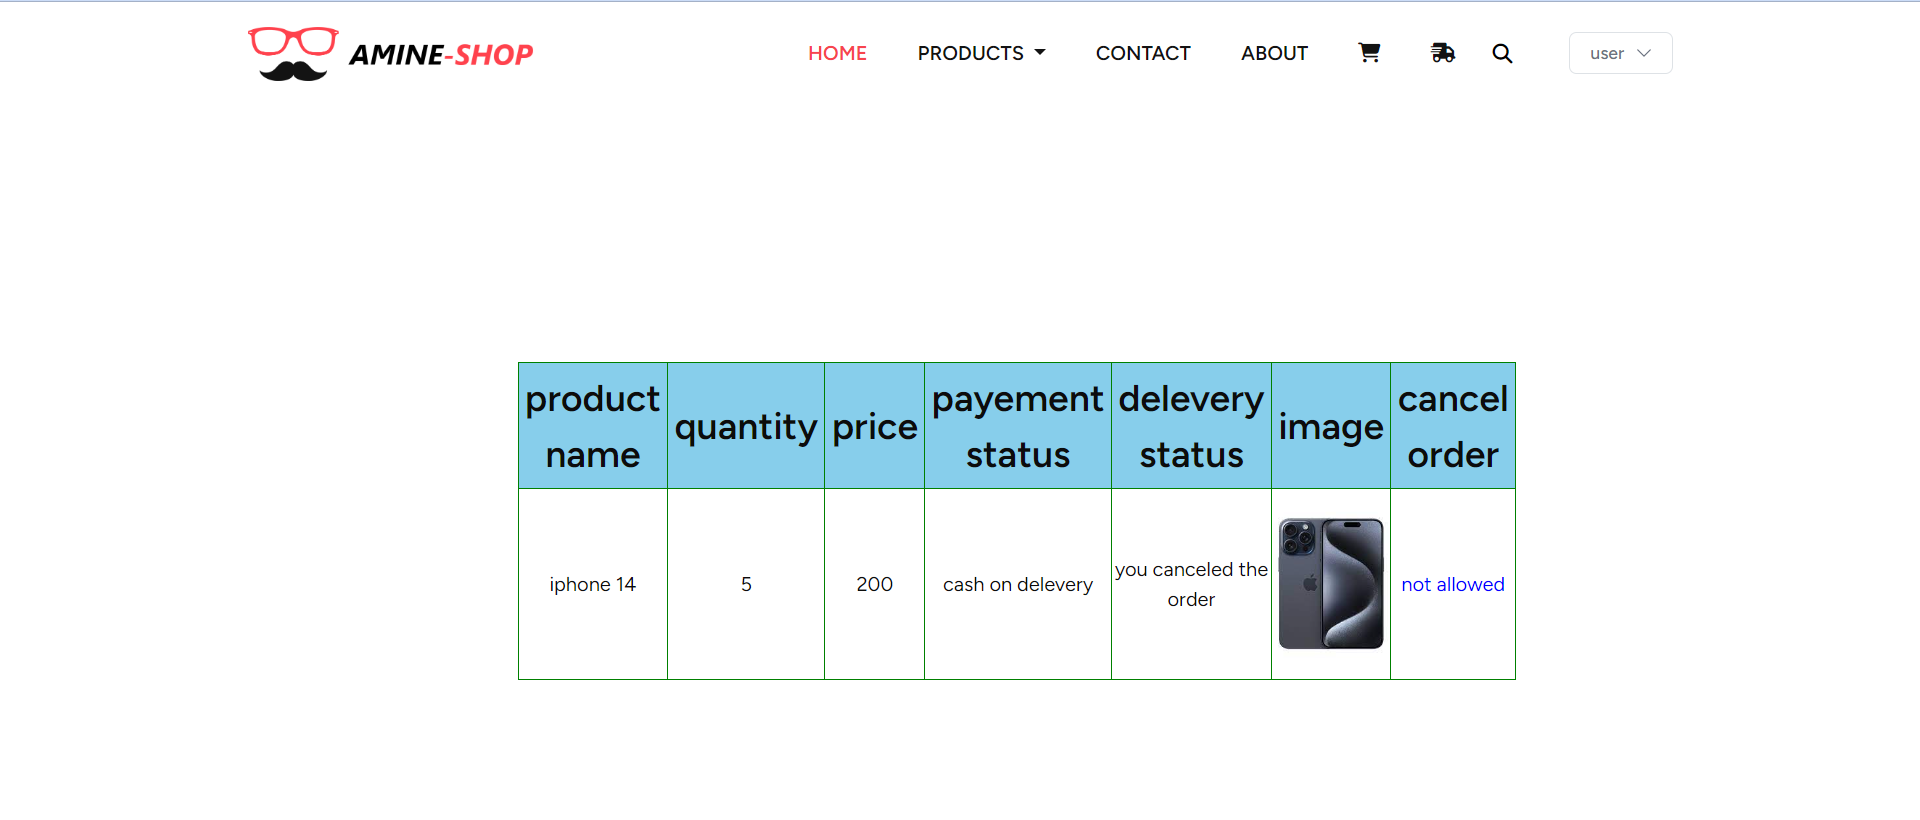 AMINE-SHOP
HOME PRODUCTS CONTACT ABOUT user
product name quantity price payement status delevery status image cancel order
iphone 14 5 200 cash on delevery you canceled the order not allowed